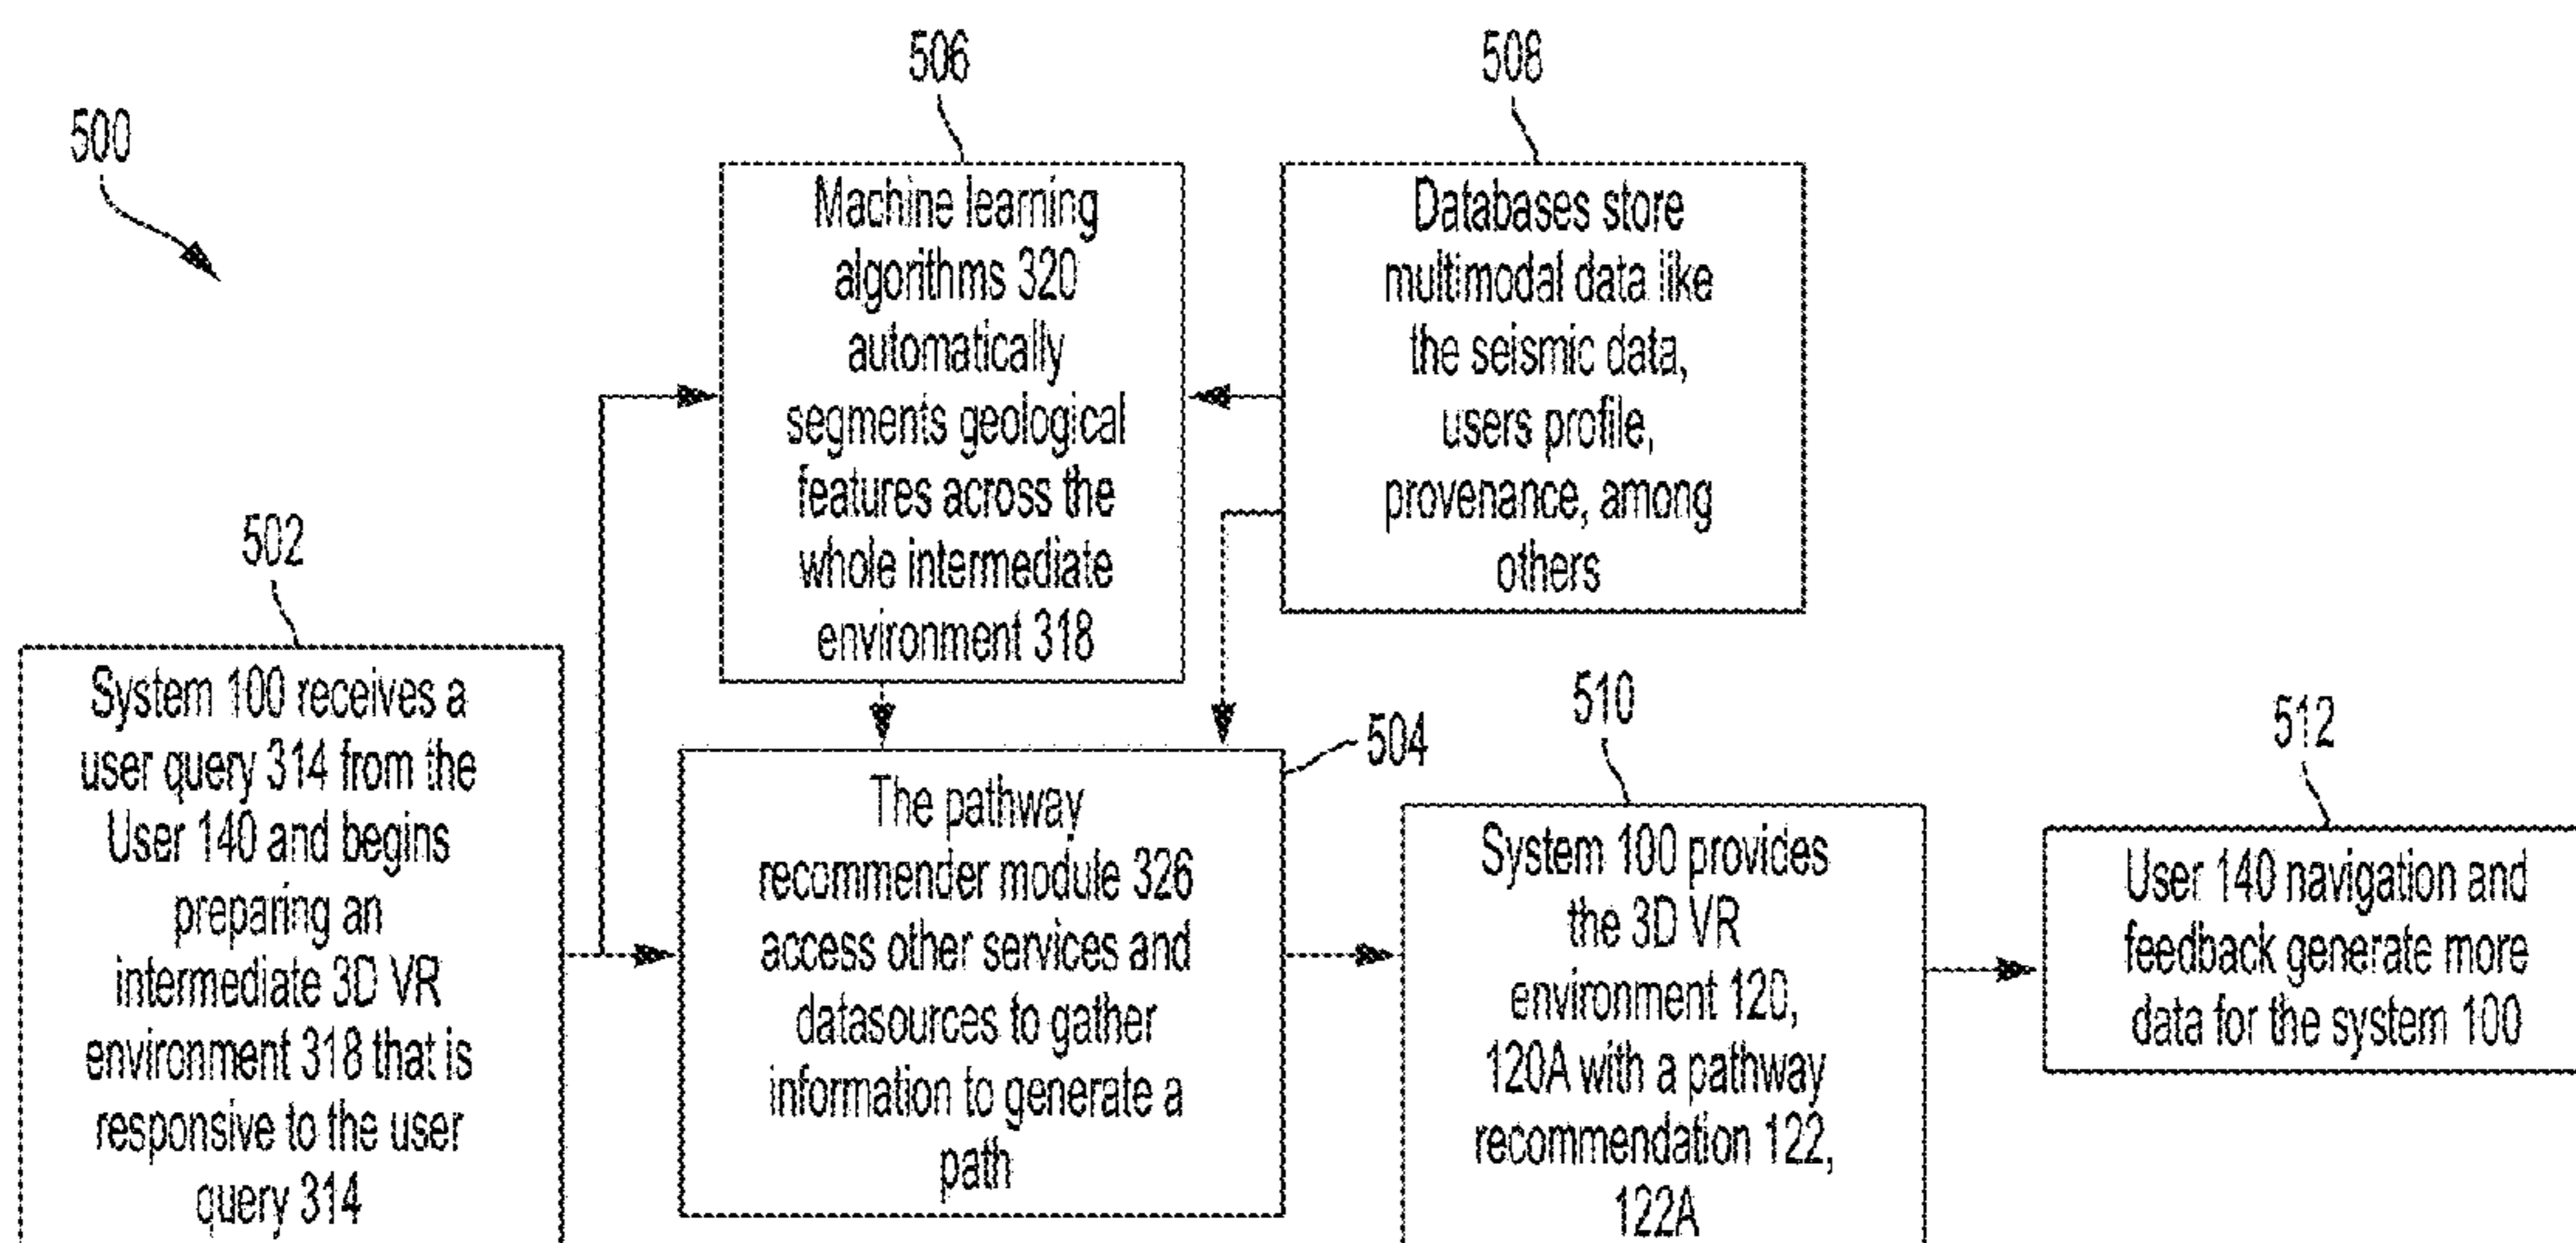 500
506
Machine learning
algorithms 320
automatically
segments geological
features across the
whole intermediate
environment 318
508
Databases store
multimodal data like
the seismic data,
users profile,
provenance, among
others
502
System 100 receives a
user query 314 from the
User 140 and begins
preparing an
intermediate 3D VR
environment 318 that is
responsive to the user
query 314
504
The pathway
recommender module 326
access other services and
datasources to gather
information to generate a
path
510
System 100 provides
the 3D VR
environment 120,
120A with a pathway
recommendation 122,
122A
512
User 140 navigation and
feedback generate more
data for the system 100